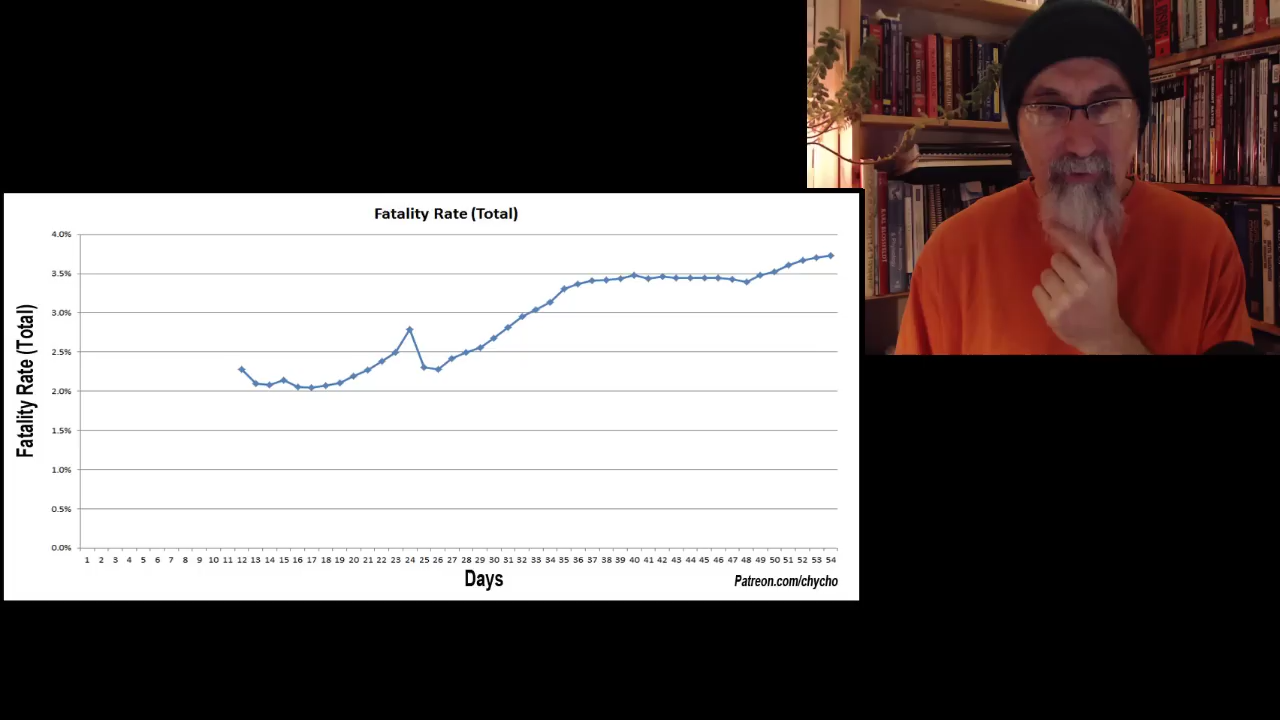 Fatality Rate (Total)
4.0%
3.5%
3.0%
2.5%
2.0%
1.5%
1.0%
0.5%
0.0%
Fatality Rate (Total)
1 2 3 4 5 6 7 8 9 10 11 12 13 14 15 16 17 18 19 20 21 22 23 24 25 26 27 28 29 30 31 32 33 34 35 36 37 38 39 40 41 42 43 44 45 46 47 48 49 50 51 52 53 54
Days
Patreon.com/chycho
KARL BLOSSFELDT